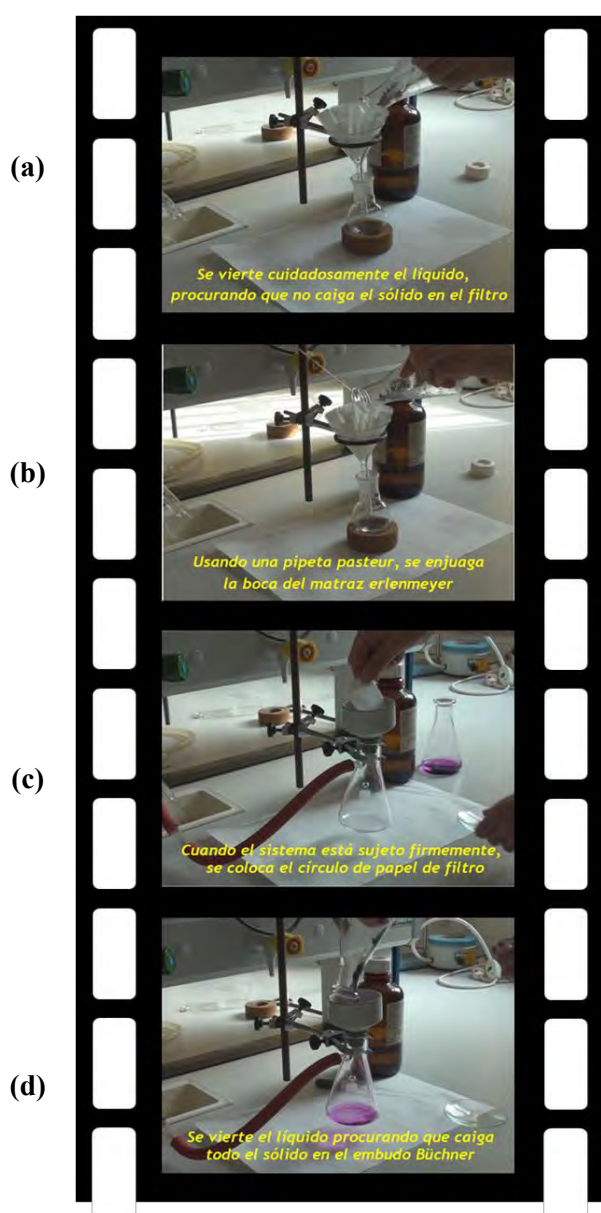 (a)
Se vierte cuidadosamente el líquido,
procurando que no caiga el sólido en el filtro
(b)
Usando una pipeta pasteur, se enjuaga
la boca del matraz erlenmeyer
(c)
Cuando el sistema está sujeto firmemente,
se coloca el círculo de papel de filtro
(d)
Se vierte el líquido procurando que caiga
todo el sólido en el embudo Büchner